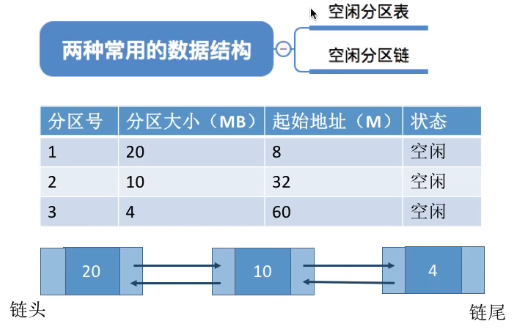 空闲分区表
两种常用的数据结构
空闲分区链
分区号 分区大小（MB） 起始地址（M） 状态
1 20 8 空闲
2 10 32 空闲
3 4 60 空闲
20 10 4
链头 链尾